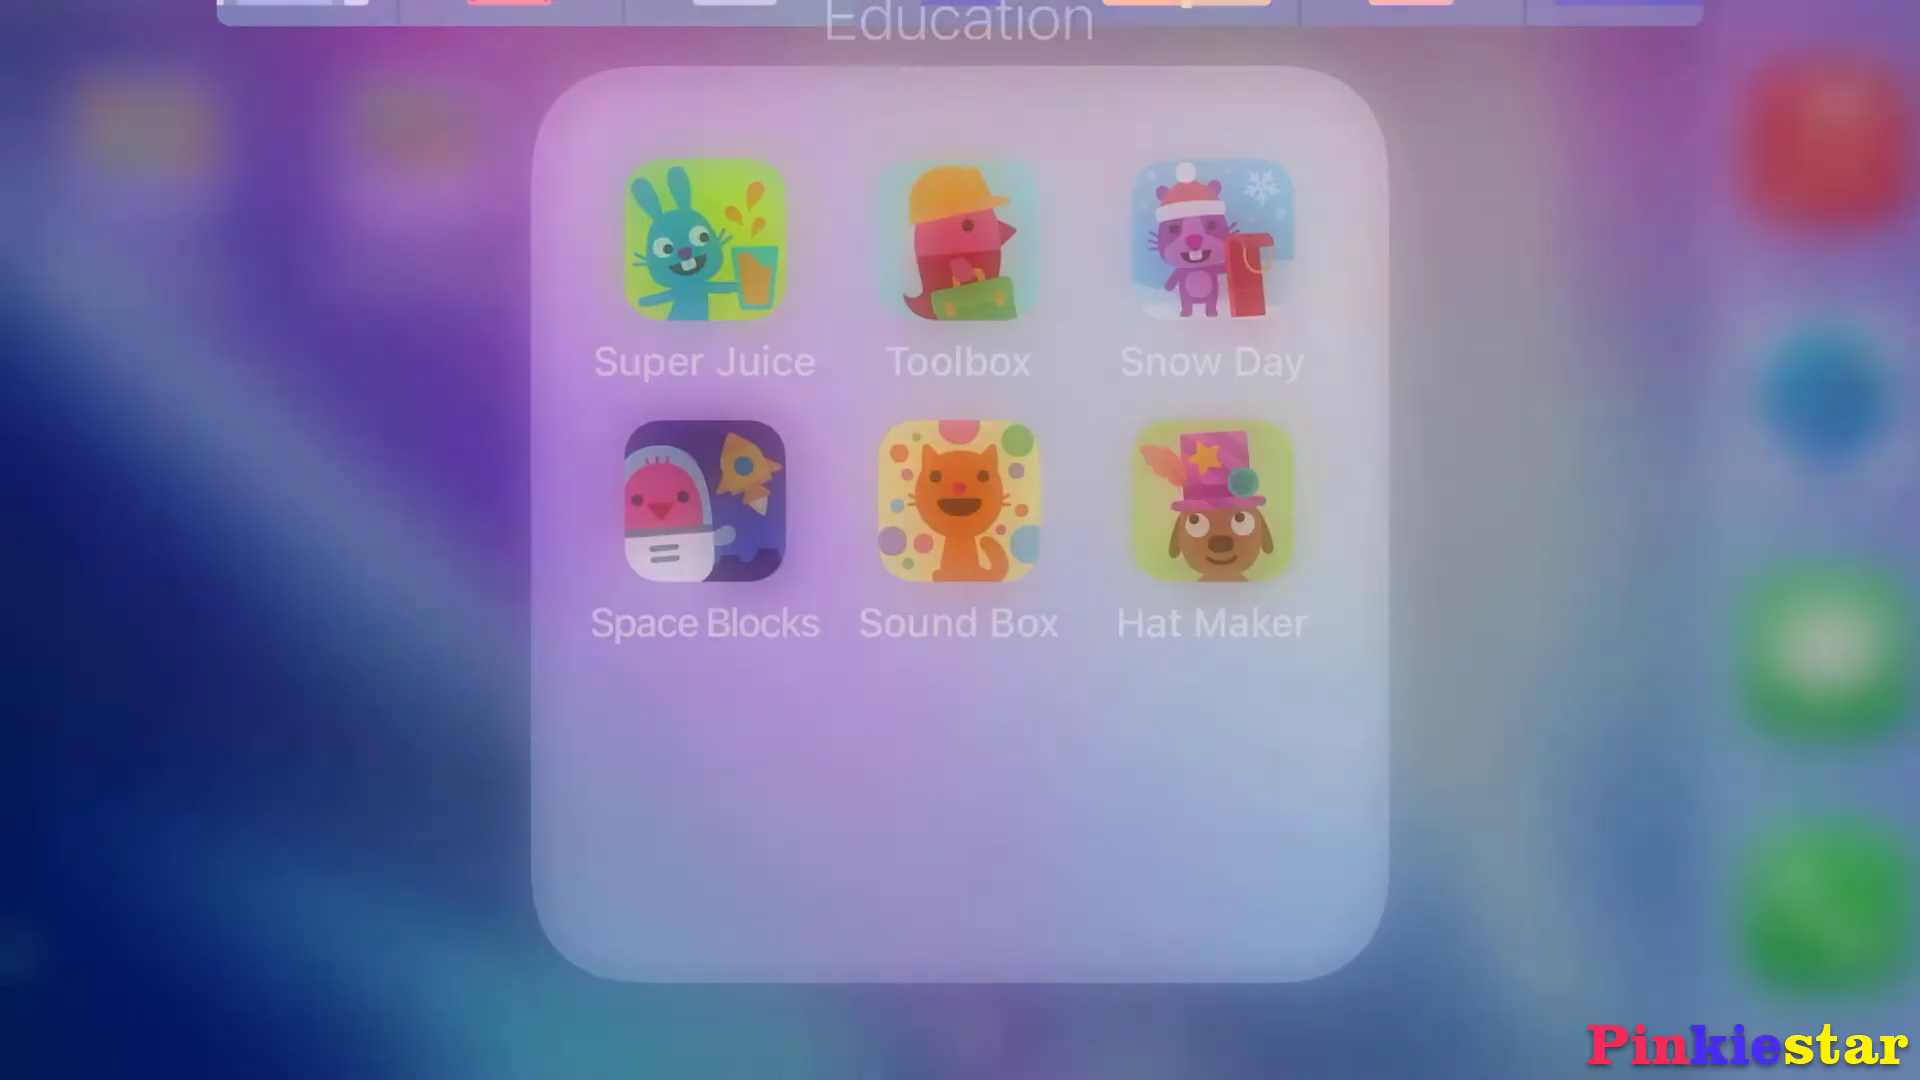 Education
Super Juice
Toolbox
Snow Day
Space Blocks
Sound Box
Hat Maker
Pinkiestar